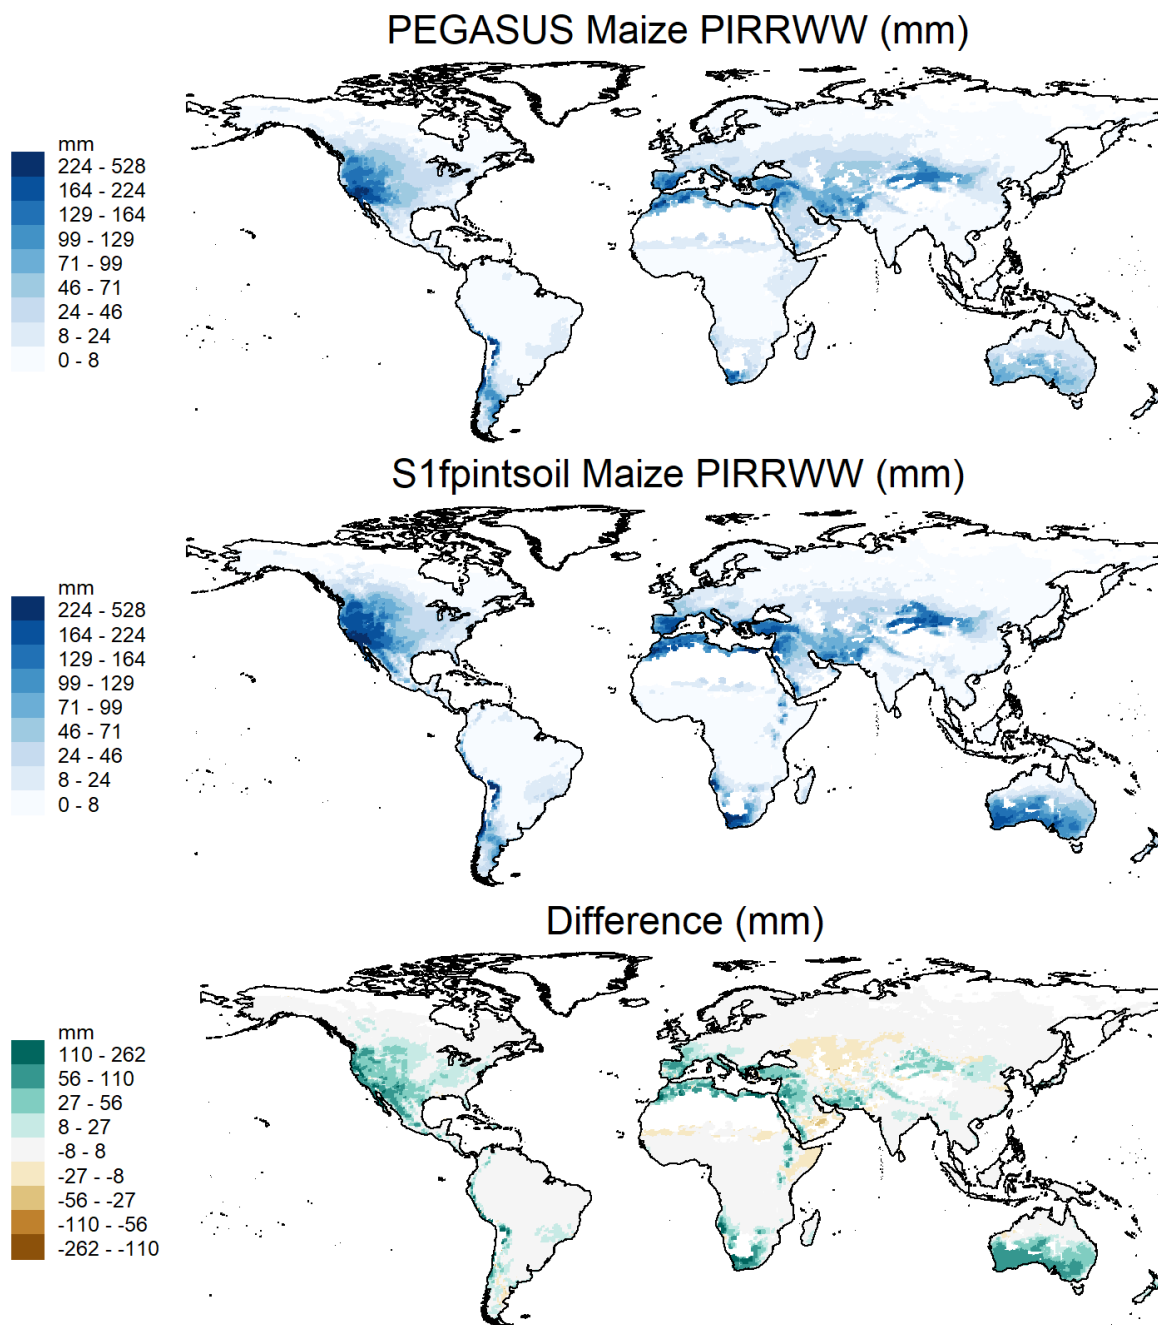 PEGASUS Maize PIRRWW (mm)
mm
224 - 528
164 - 224
129 - 164
99 - 129
71 - 99
46 - 71
24 - 46
8 - 24
0 - 8
S1fpintsoil Maize PIRRWW (mm)
mm
224 - 528
164 - 224
129 - 164
99 - 129
71 - 99
46 - 71
24 - 46
8 - 24
0 - 8
Difference (mm)
mm
110 - 262
56 - 110
27 - 56
8 - 27
-8 - 8
-27 - -8
-56 - -27
-110 - -56
-262 - -110